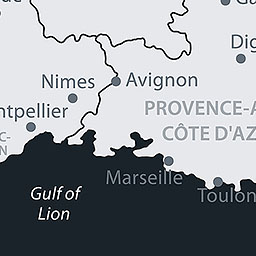 Dig
Nimes
Avignon
ntpellier
PROVENCE-A
CÔTE D'AZ
C-
N
Marseille
Toulon
Gulf of
Lion